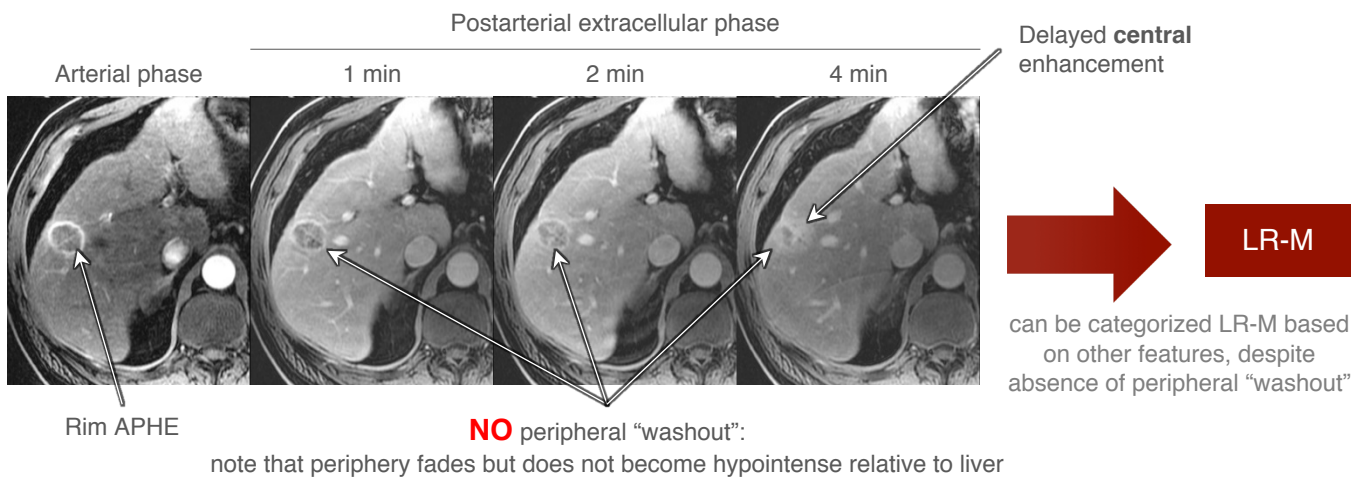 Postarterial extracellular phase
Delayed central
enhancement
Arterial phase
1 min
2 min
4 min
LR-M
can be categorized LR-M based
on other features, despite
absence of peripheral “washout”
Rim APHE
NO peripheral “washout”:
note that periphery fades but does not become hypointense relative to liver